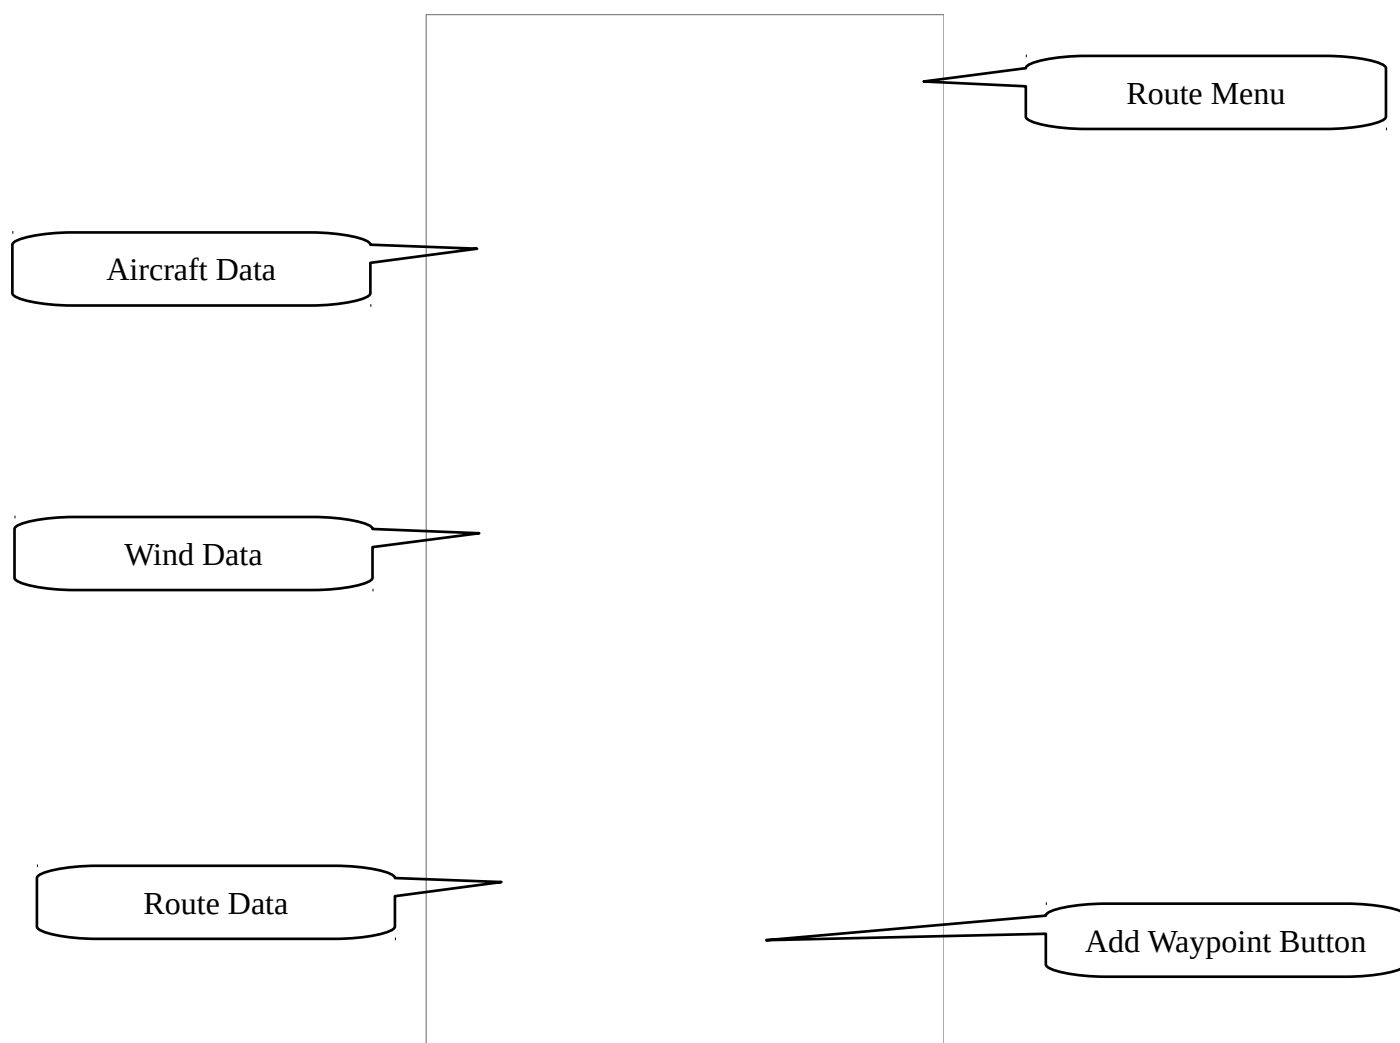 Route Menu
Aircraft Data
Wind Data
Route Data
Add Waypoint Button